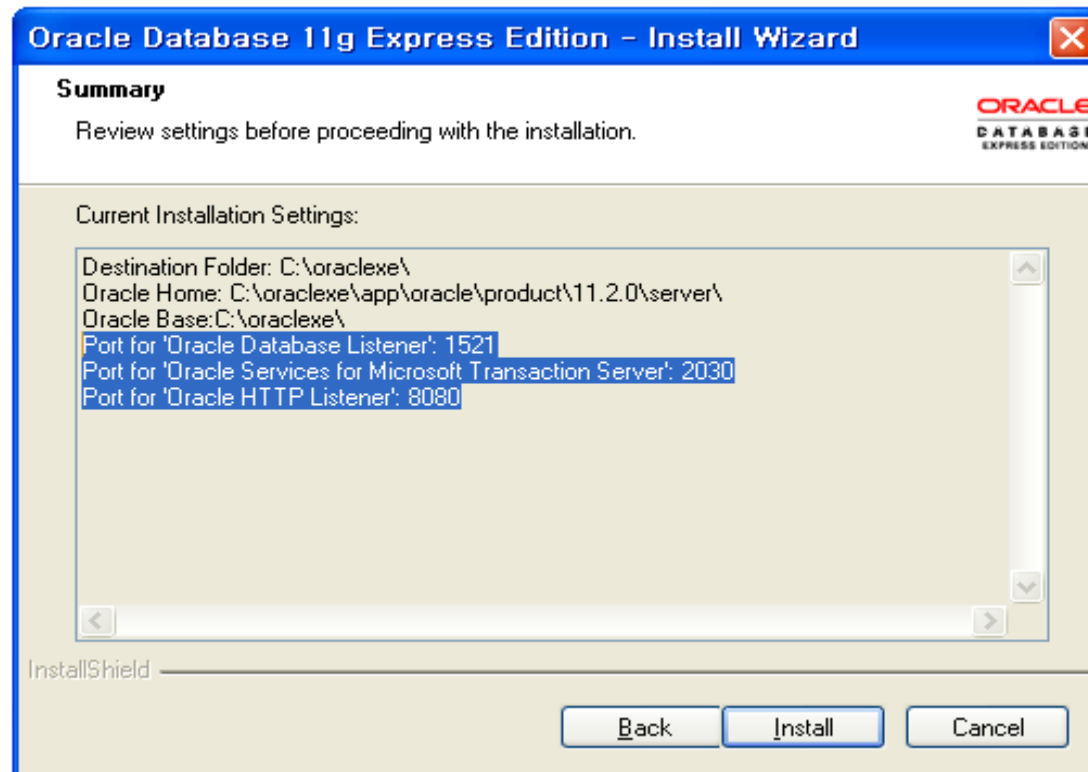 Oracle Database 11g Express Edition - Install Wizard
Summary
Review settings before proceeding with the installation.
ORACLE
DATABASE
EXPRESS EDITION
Current Installation Settings:
Destination Folder: C:\oraclexe\
Oracle Home: C:\oraclexe\app\oracle\product\11.2.0\server\
Oracle Base:C:\oraclexe\
Port for 'Oracle Database Listener': 1521
Port for 'Oracle Services for Microsoft Transaction Server': 2030
Port for 'Oracle HTTP Listener': 8080
InstallShield
Back
Install
Cancel